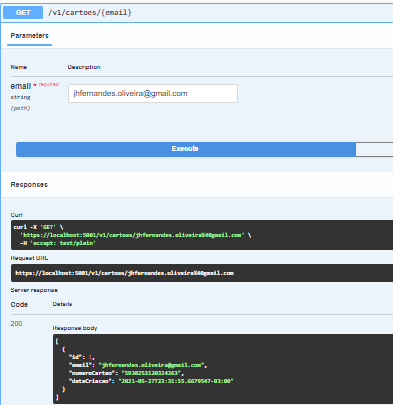 GET /v1/cartoes/{email}
Parameters
Name Description
email * required
string
(path)
jhfernandes.oliveira@gmail.com
Execute
Responses
Curl
curl -X 'GET' \
'https://localhost:5001/v1/cartoes/jhfernandes.oliveira%40gmail.com' \
-H 'accept: text/plain'
Request URL
https://localhost:5001/v1/cartoes/jhfernandes.oliveira%40gmail.com
Server response
Code Details
200
Response body
[
{
"id": 1,
"email": "jhfernandes.oliveira@gmail.com",
"numeroCartao": "5930253120324263",
"dataCriacao": "2021-05-27T23:31:55.6679547-03:00"
}
]